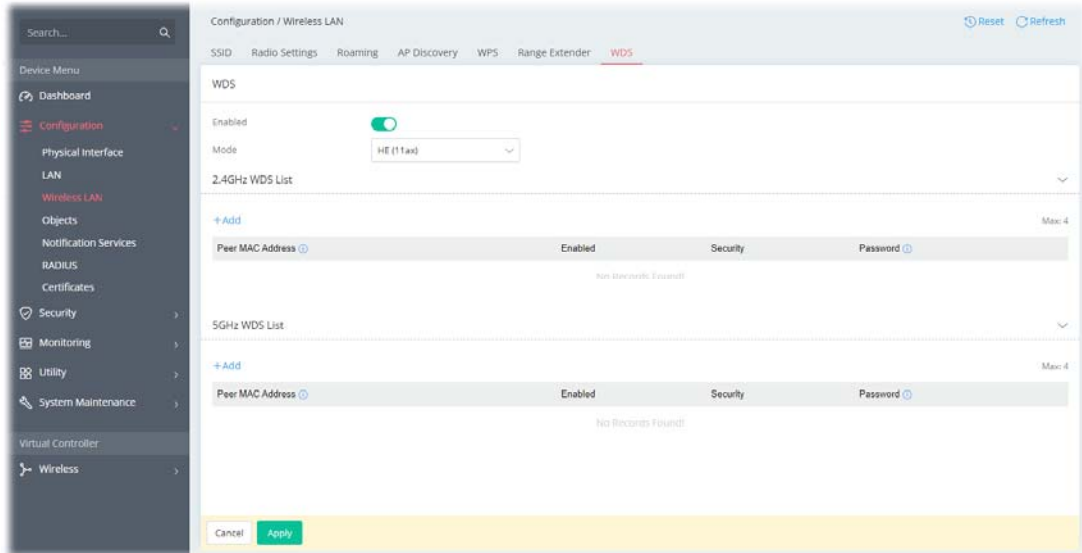 Search...
Device Menu
Dashboard
Configuration
Physical Interface
LAN
Wireless LAN
Objects
Notification Services
RADIUS
Certificates
Security
Monitoring
Utility
System Maintenance
Virtual Controller
Wireless
Configuration / Wireless LAN
Reset Refresh
SSID Radio Settings Roaming AP Discovery WPS Range Extender WDS
WDS
Enabled
Mode HE (11ax)
2.4GHz WDS List
+Add Max: 4
Peer MAC Address Enabled Security Password
No Records Found!
5GHz WDS List
+Add Max: 4
Peer MAC Address Enabled Security Password
No Records Found!
Cancel Apply